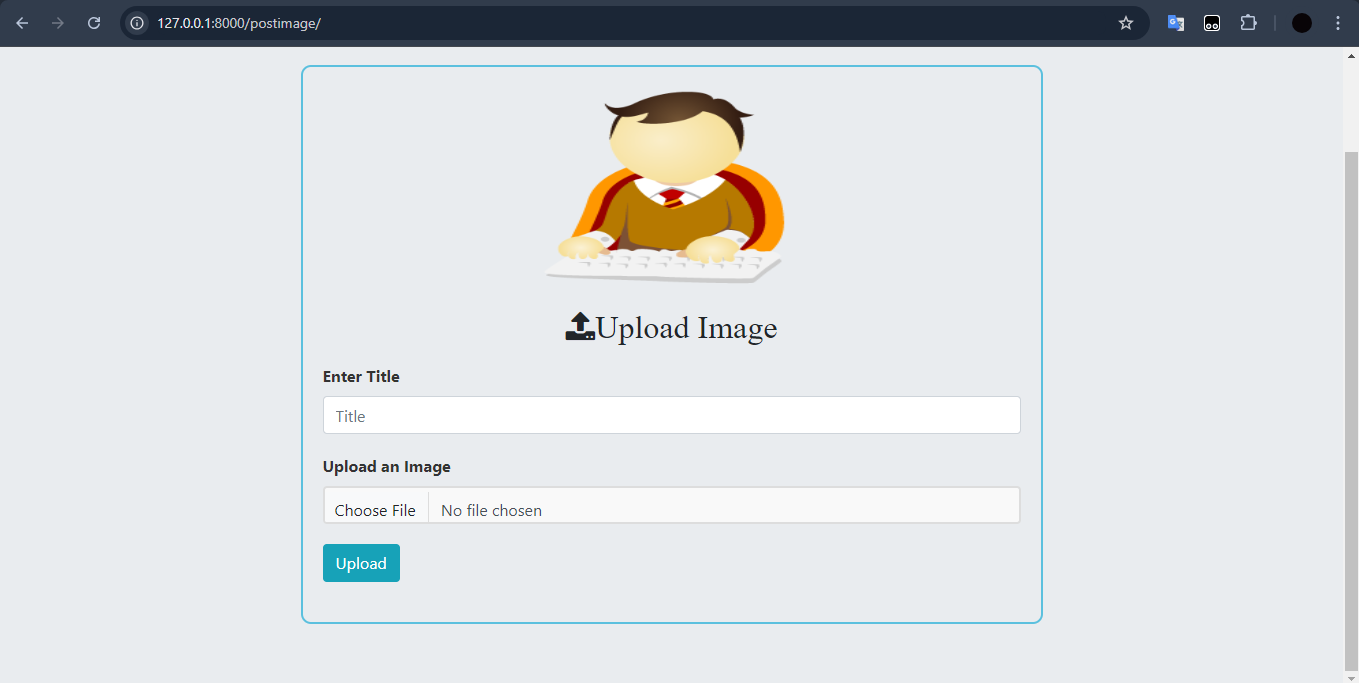 127.0.0.1:8000/postimage/
Upload Image
Enter Title
Title
Upload an Image
Choose File No file chosen
Upload